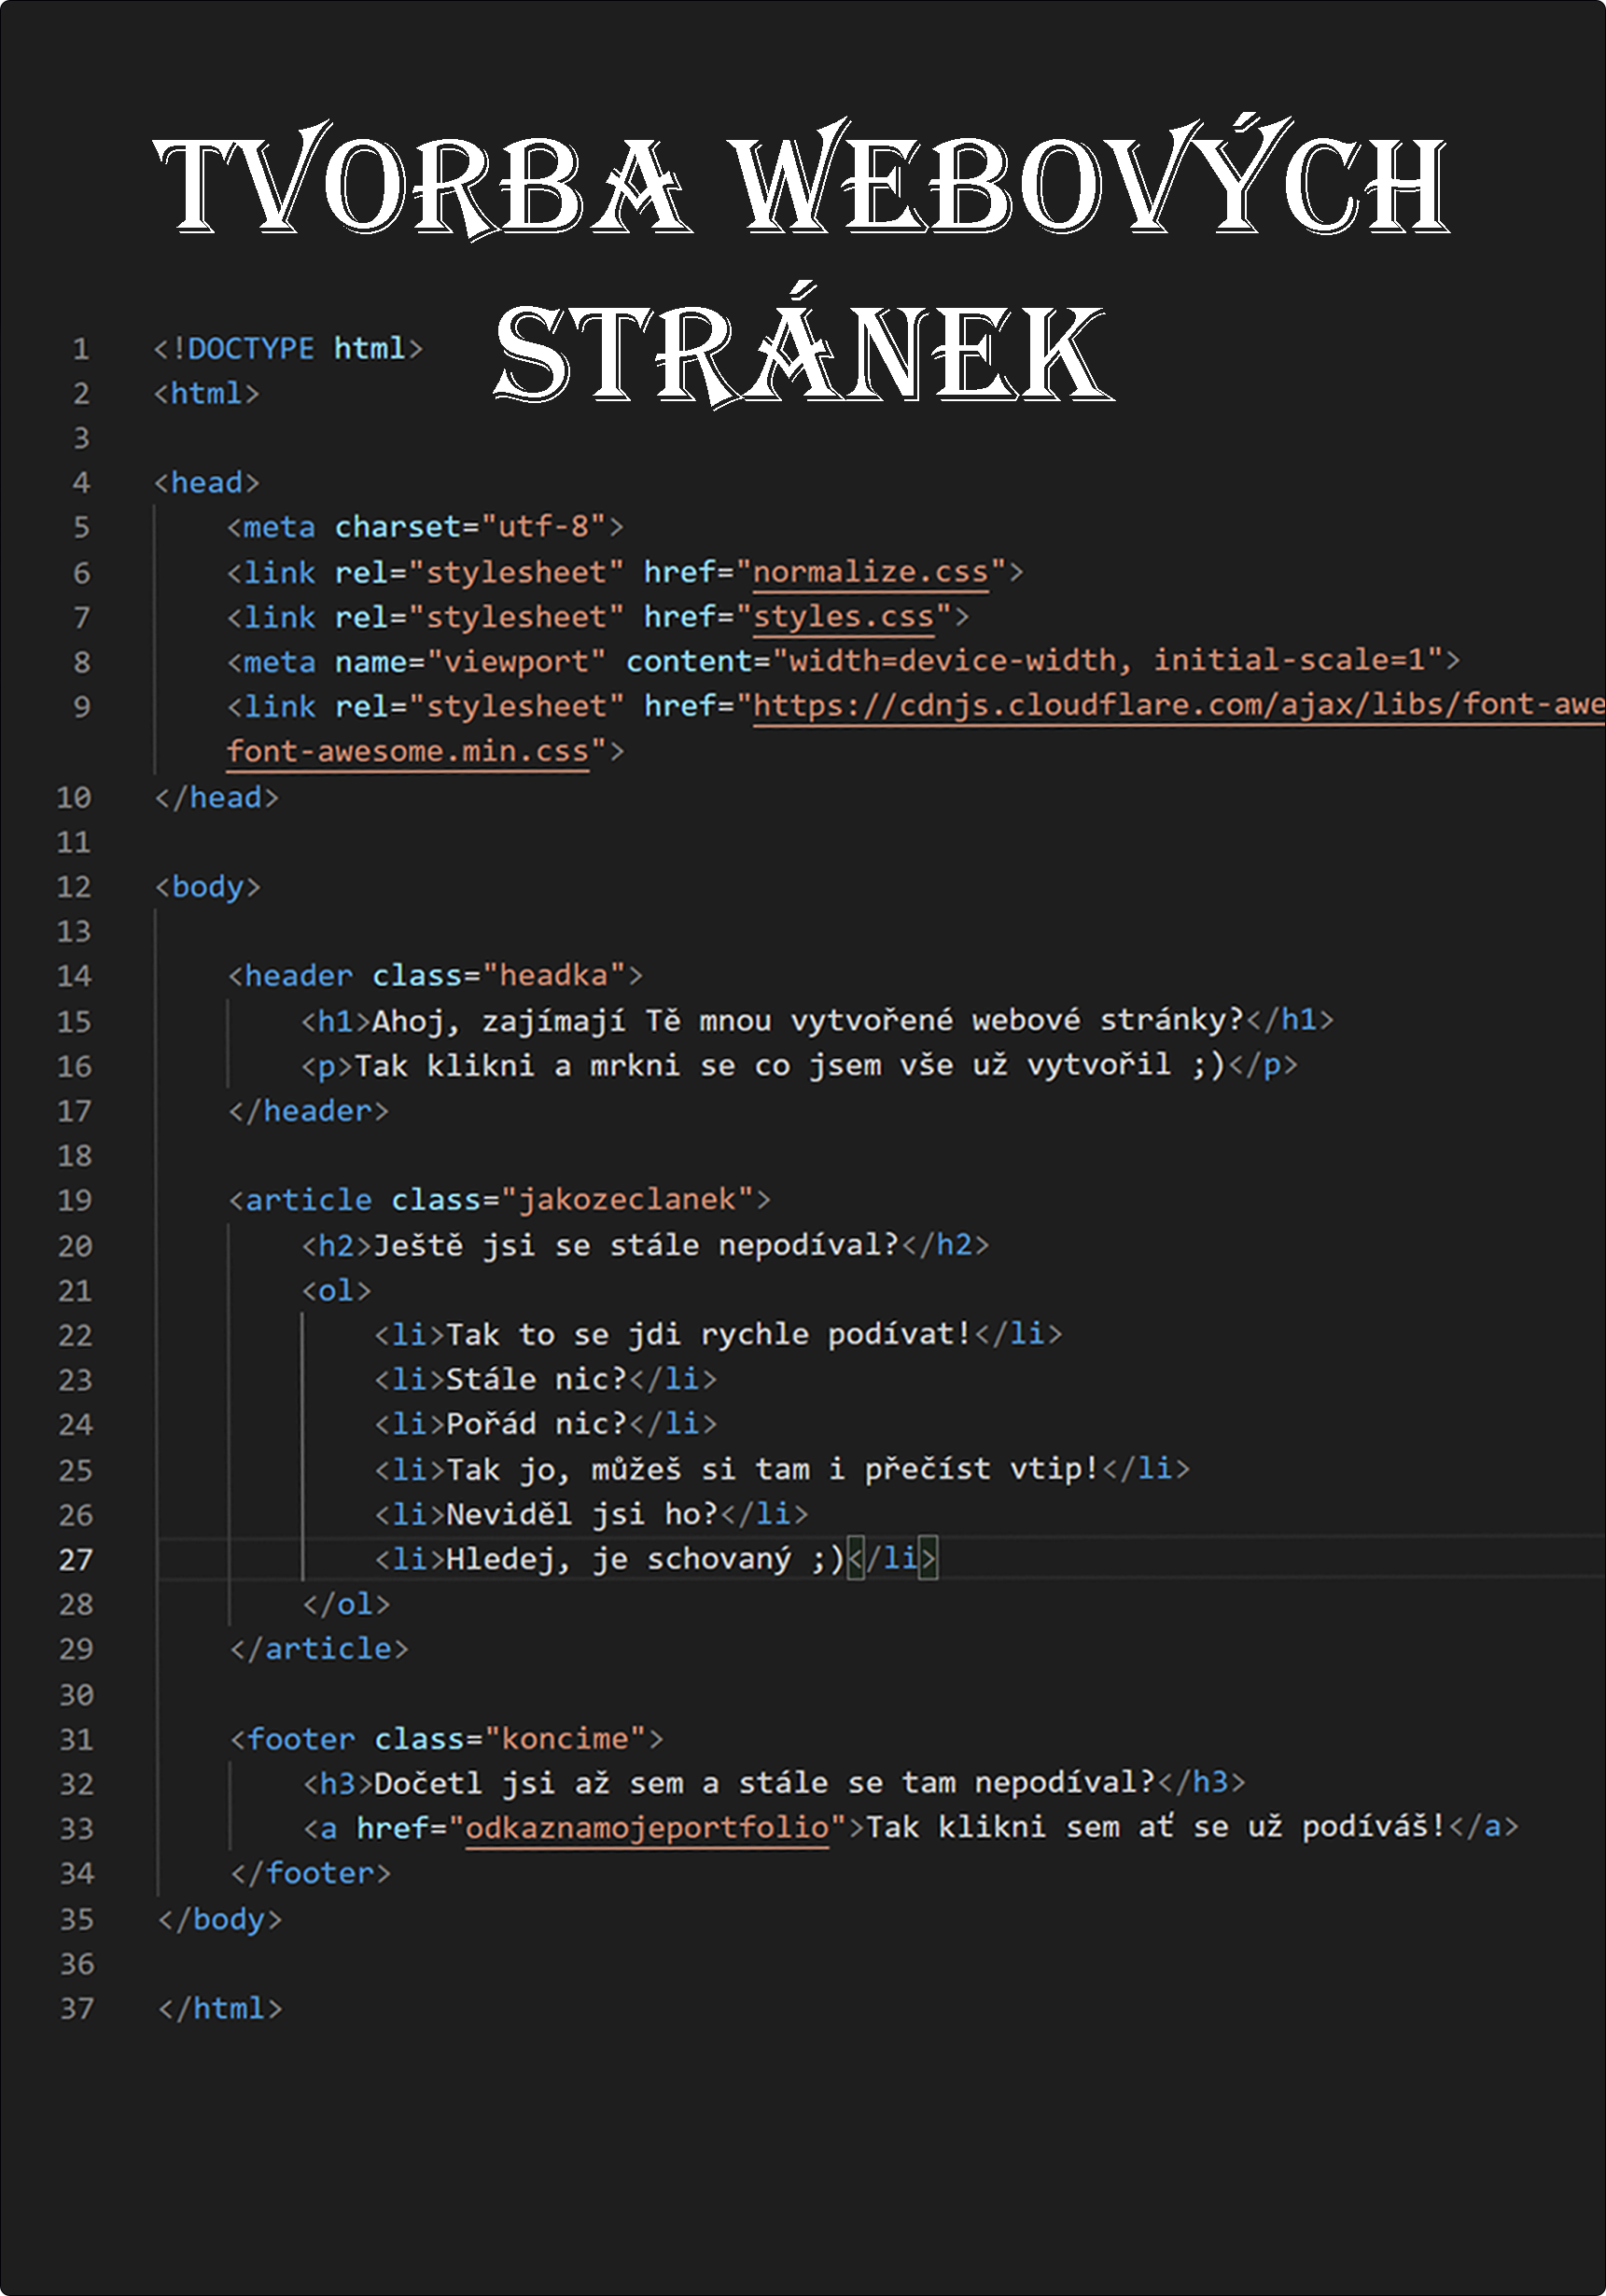 TVORBA WEBOVÝCH
STRÁNEK
1 <!DOCTYPE html>
2 <html>
3
4 <head>
5 <meta charset="utf-8">
6 <link rel="stylesheet" href="normalize.css">
7 <link rel="stylesheet" href="styles.css">
8 <meta name="viewport" content="width=device-width, initial-scale=1">
9 <link rel="stylesheet" href="https://cdnjs.cloudflare.com/ajax/libs/font-awe
font-awesome.min.css">
10 </head>
11
12 <body>
13
14 <header class="headka">
15 <h1>Ahoj, zajímají Tě mnou vytvořené webové stránky?</h1>
16 <p>Tak klikni a mrkni se co jsem vše už vytvořil ;)</p>
17 </header>
18
19 <article class="jakozeclanek">
20 <h2>Ještě jsi se stále nepodíval?</h2>
21 <ol>
22 <li>Tak to se jdi rychle podívat!</li>
23 <li>Stále nic?</li>
24 <li>Pořád nic?</li>
25 <li>Tak jo, můžeš si tam i přečíst vtip!</li>
26 <li>Neviděl jsi ho?</li>
27 <li>Hledej, je schovaný ;)</li>
28 </ol>
29 </article>
30
31 <footer class="koncime">
32 <h3>Dočetl jsi až sem a stále se tam nepodíval?</h3>
33 <a href="odkaznamojeportfolio">Tak klikni sem ať se už podíváš!</a>
34 </footer>
35 </body>
36
37 </html>